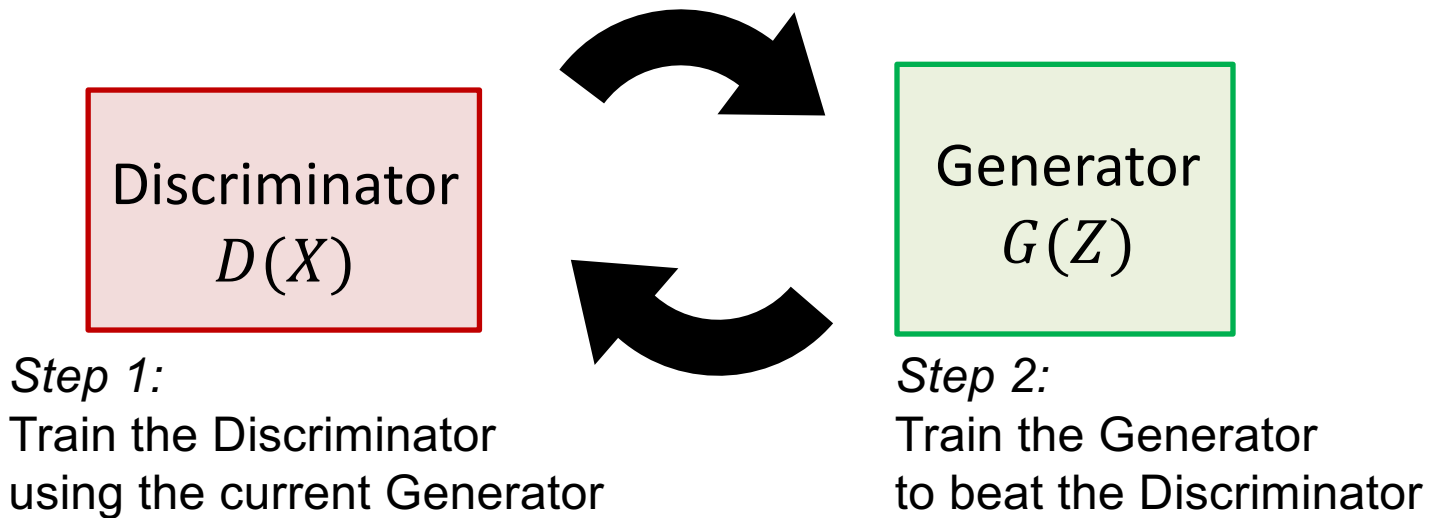 Discriminator
D(X)
Generator
G(Z)
Step 1:
Train the Discriminator
using the current Generator
Step 2:
Train the Generator
to beat the Discriminator